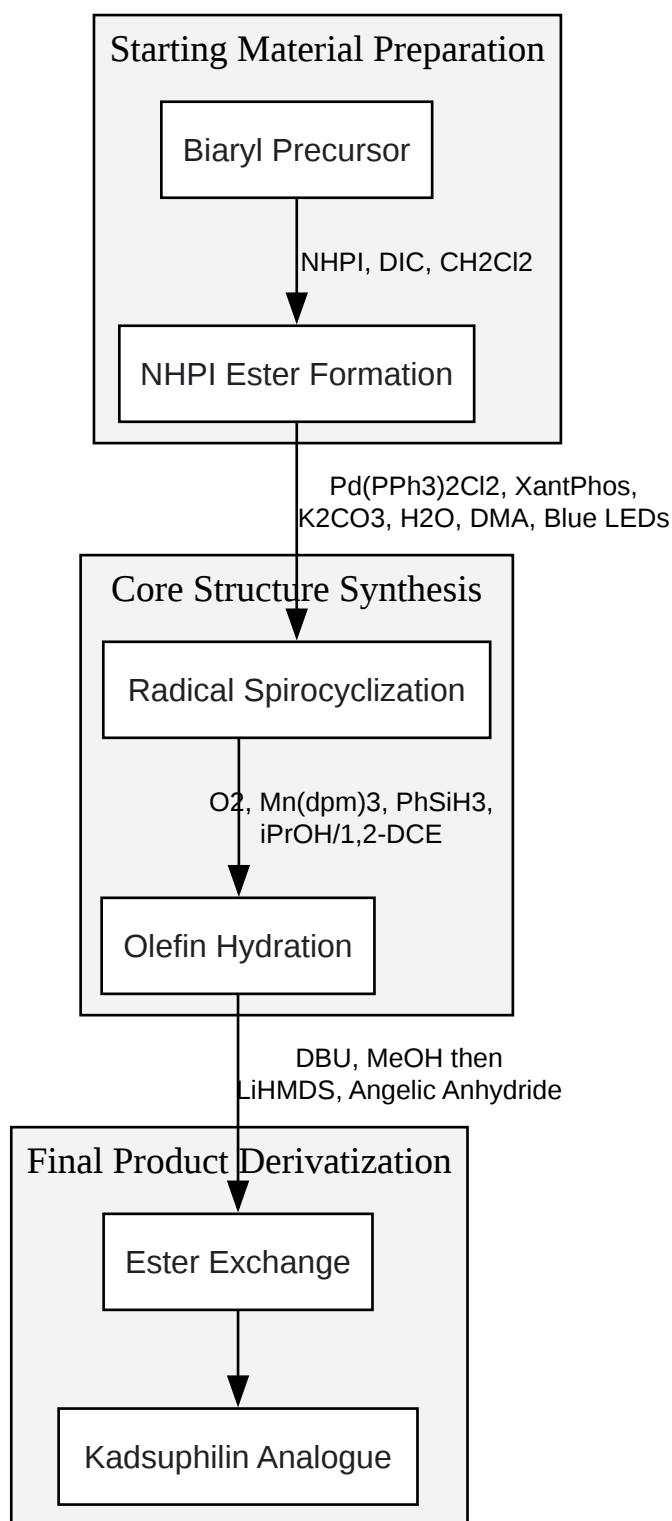 Starting Material Preparation
Biaryl Precursor
NHPI, DIC, CH2Cl2
NHPI Ester Formation
Pd(PPh3)2Cl2, XantPhos,
K2CO3, H2O, DMA, Blue LEDs
Core Structure Synthesis
Radical Spirocyclization
O2, Mn(dpm)3, PhSiH3,
iPrOH/1,2-DCE
Olefin Hydration
DBU, MeOH then
LiHMDS, Angelic Anhydride
Final Product Derivatization
Ester Exchange
Kadsuphilin Analogue